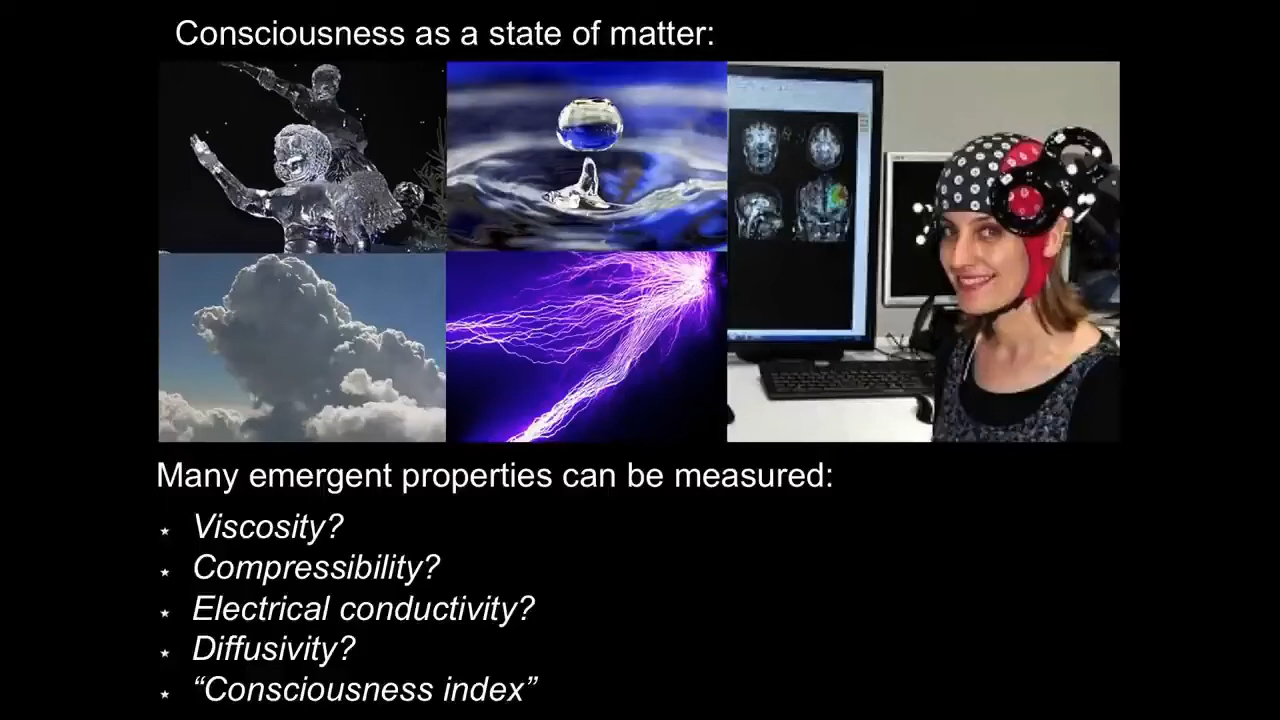 Consciousness as a state of matter:
Many emergent properties can be measured:
Viscosity?
Compressibility?
Electrical conductivity?
Diffusivity?
“Consciousness index”